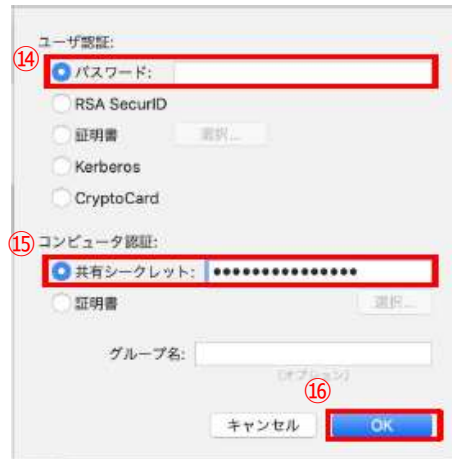 ユーザ認証:
⑭
パスワード:
RSA SecurID
証明書 選択...
Kerberos
CryptoCard
⑮ コンピュータ認証:
共有シークレット: •••••••••••••••
証明書 選択...
グループ名:
(オプション)
⑯
キャンセル OK